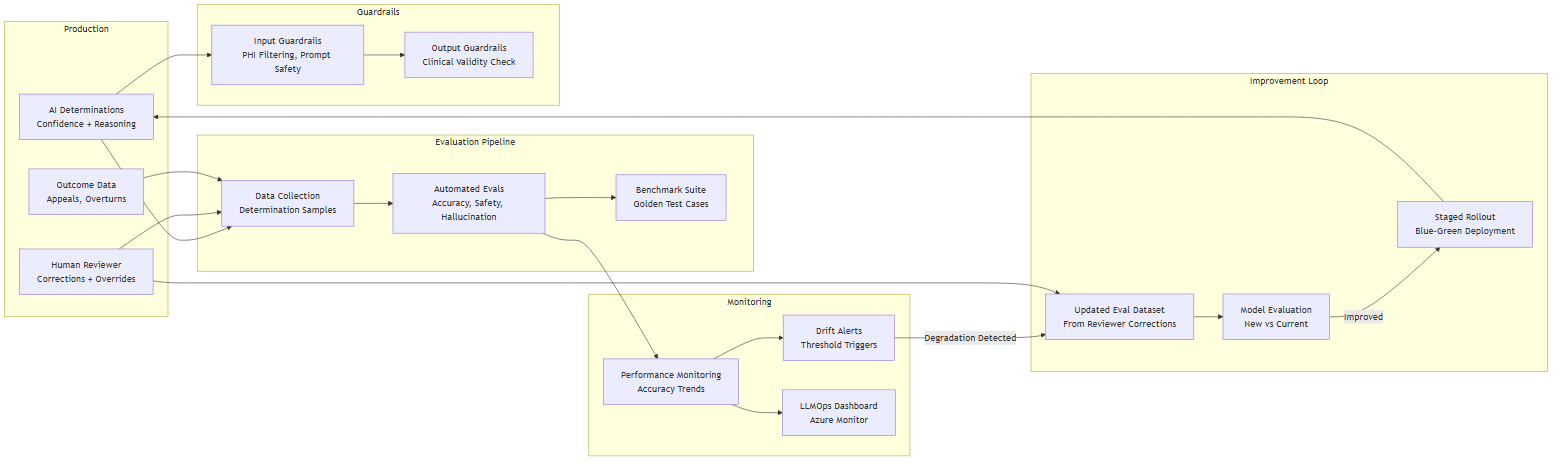 Production
AI Determinations
Confidence + Reasoning
Outcome Data
Appeals, Overturns
Human Reviewer
Corrections + Overrides
Guardrails
Input Guardrails
PHI Filtering, Prompt
Safety
Output Guardrails
Clinical Validity Check
Evaluation Pipeline
Data Collection
Determination Samples
Automated Evals
Accuracy, Safety,
Hallucination
Benchmark Suite
Golden Test Cases
Monitoring
Performance Monitoring
Accuracy Trends
Drift Alerts
Threshold Triggers
LLMOps Dashboard
Azure Monitor
Degradation Detected
Improvement Loop
Updated Eval Dataset
From Reviewer Corrections
Model Evaluation
New vs Current
Improved
Staged Rollout
Blue-Green Deployment